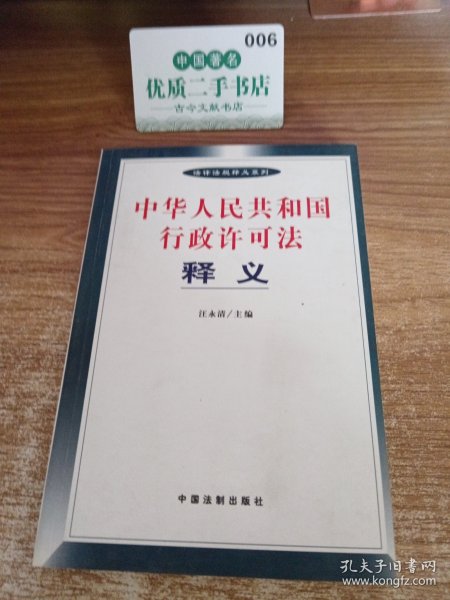 006
中国著名
优质二手书店
古今文献书店
法律法规释义系列
中华人民共和国
行政许可法
释义
汪永清/主编
中国法制出版社
孔夫子旧书网
www.kongfz.com